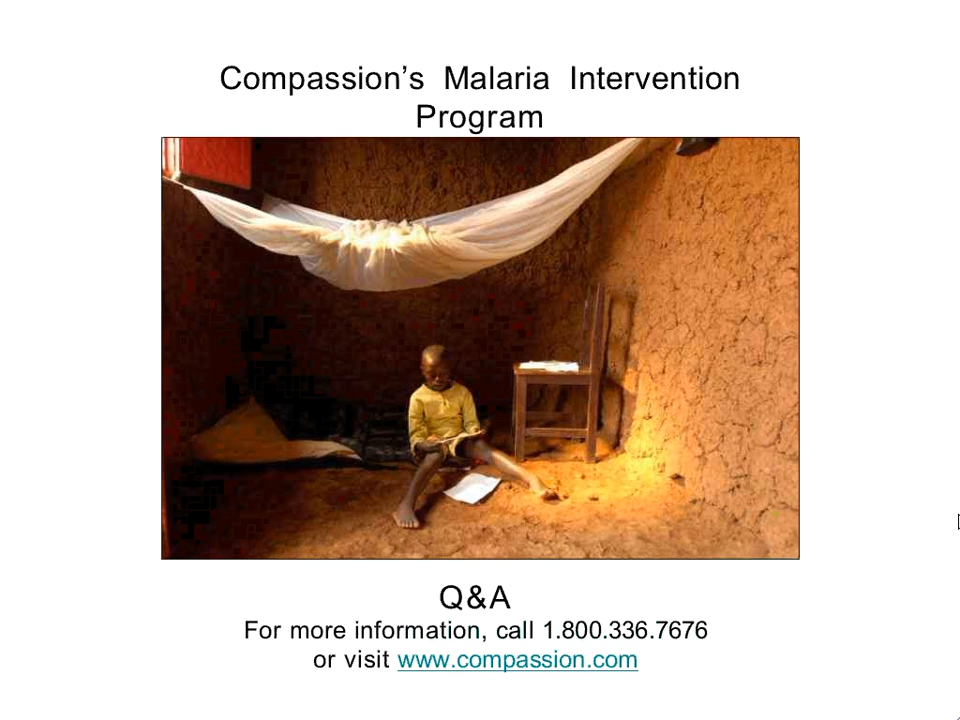 Compassion’s Malaria Intervention
Program
Q&A
For more information, call 1.800.336.7676
or visit www.compassion.com